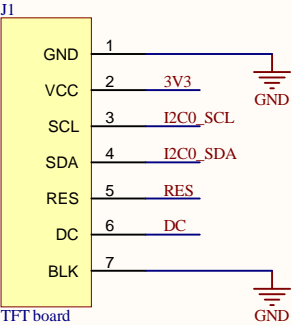 J1
GND 1
VCC 2 3V3
GND
SCL 3 I2C0_SCL
SDA 4 I2C0_SDA
RES 5 RES
DC 6 DC
BLK 7
TFT board GND